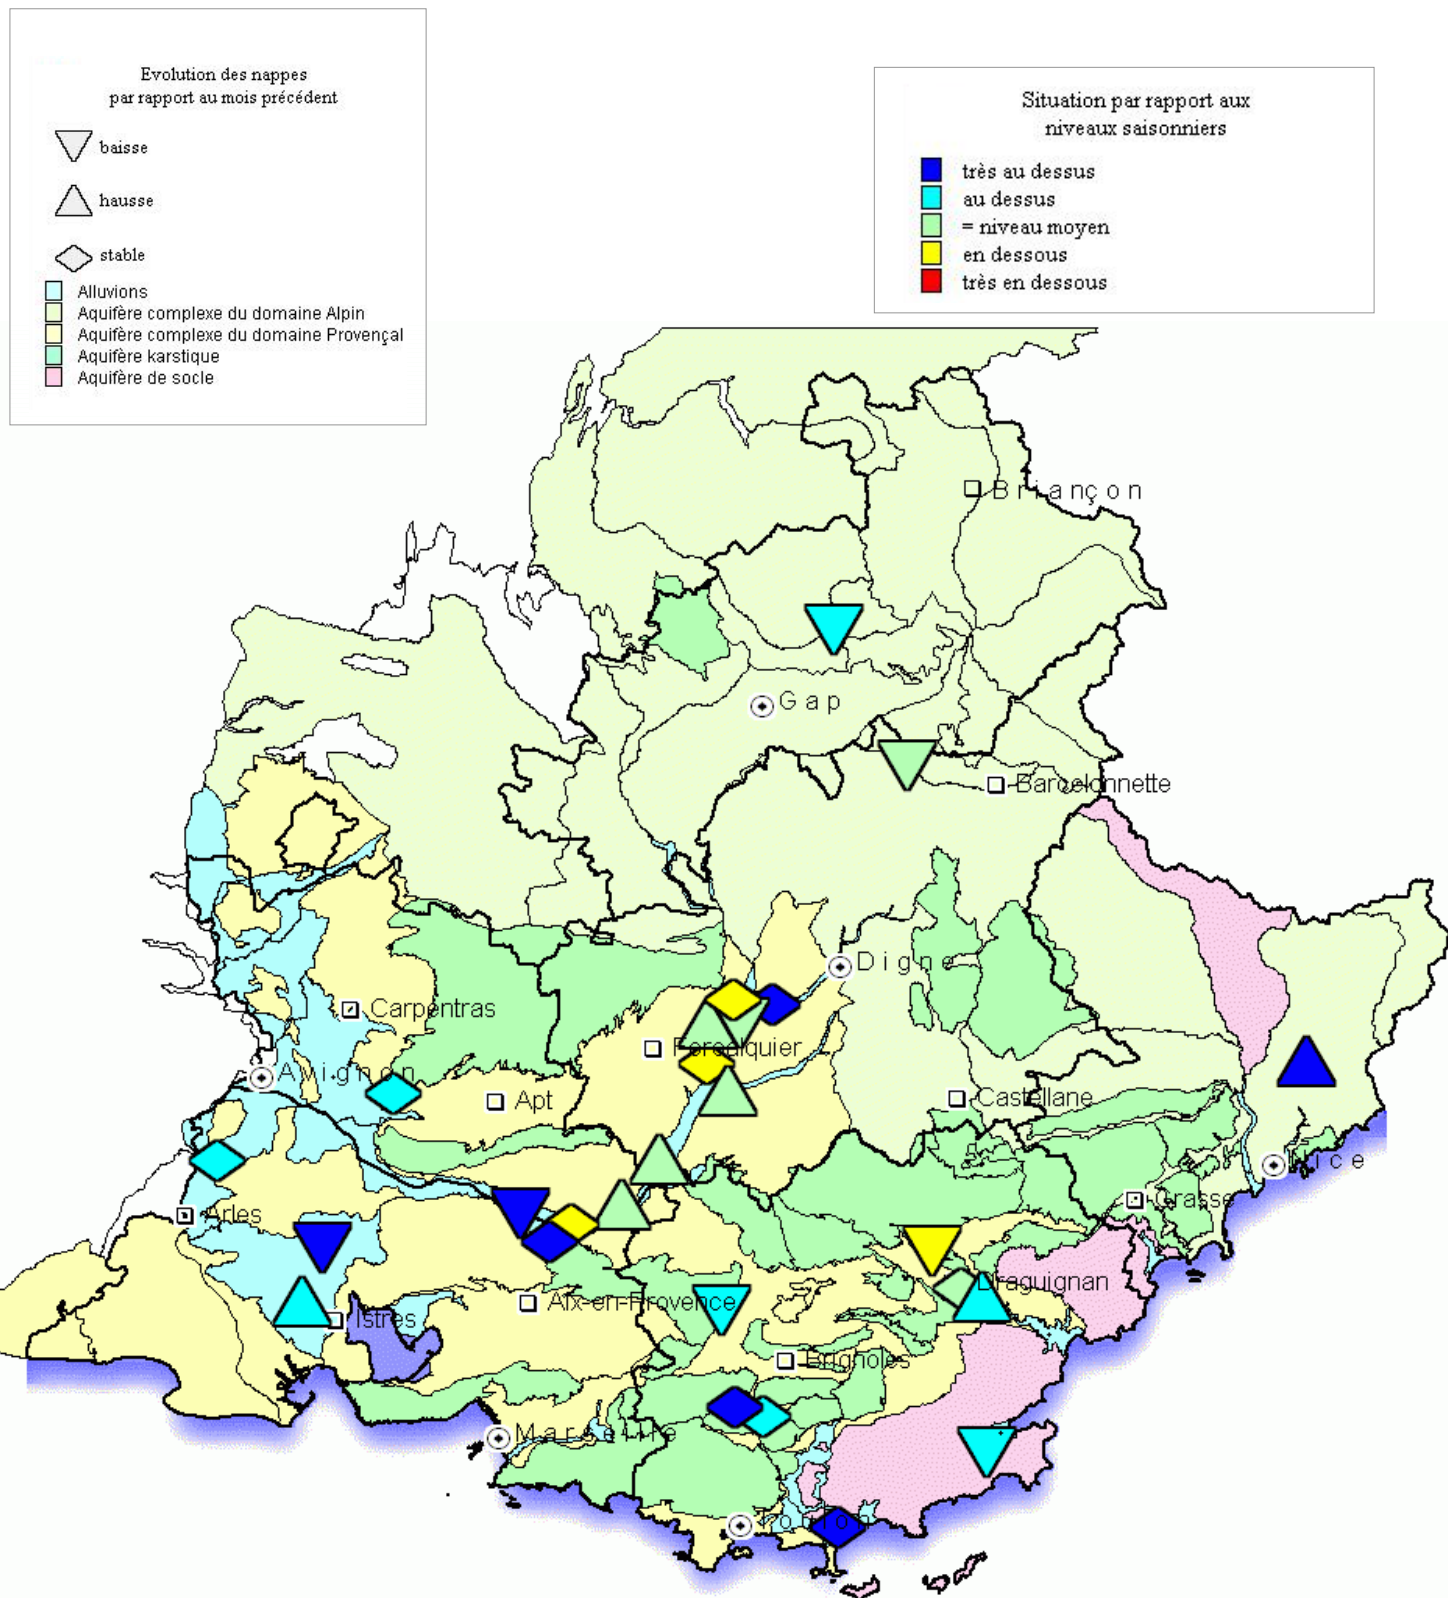 Evolution des nappes
par rapport au mois précédent
baisse
hausse
stable
Alluvions
Aquifère complexe du domaine Alpin
Aquifère complexe du domaine Provençal
Aquifère karstique
Aquifère de socle
Situation par rapport aux
niveaux saisonniers
très au dessus
au dessus
= niveau moyen
en dessous
très en dessous
Briançon
Gap
Barcelonnette
Digne
Carpentras
Forcalquier
Avignon
Apt
Castellane
Nice
Grasse
Arles
Draguignan
Aix-en-Provence
Istres
Brignoles
Marseille
Toulon